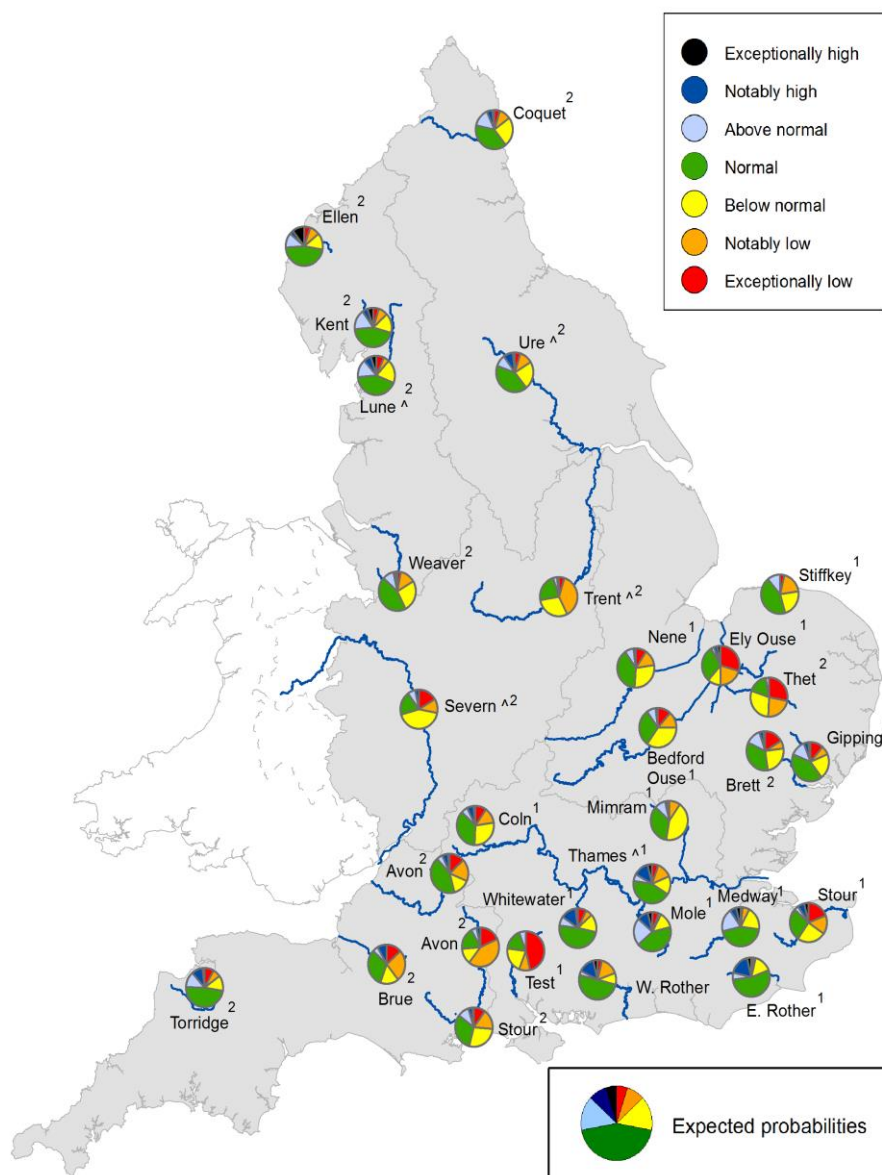 Exceptionally high
Notably high
Above normal
Normal
Below normal
Notably low
Exceptionally low
Coquet 2
Ellen 2
Kent 2
Ure ^ 2
Lune ^ 2
Weaver 2
Trent ^ 2
Stiffkey 1
Nene 1
Ely Ouse 1
Thet 2
Severn ^ 2
Bedford
Ouse 1
Gipping
Brett 2
Mimram 1
Coln 1
Thames ^ 1
Avon 2
Whitewater 1
Medway 1
Stour 1
Mole 1
Avon 2
Test 1
W. Rother
E. Rother 1
Brue 2
Torridge 2
Stour 2
Expected probabilities